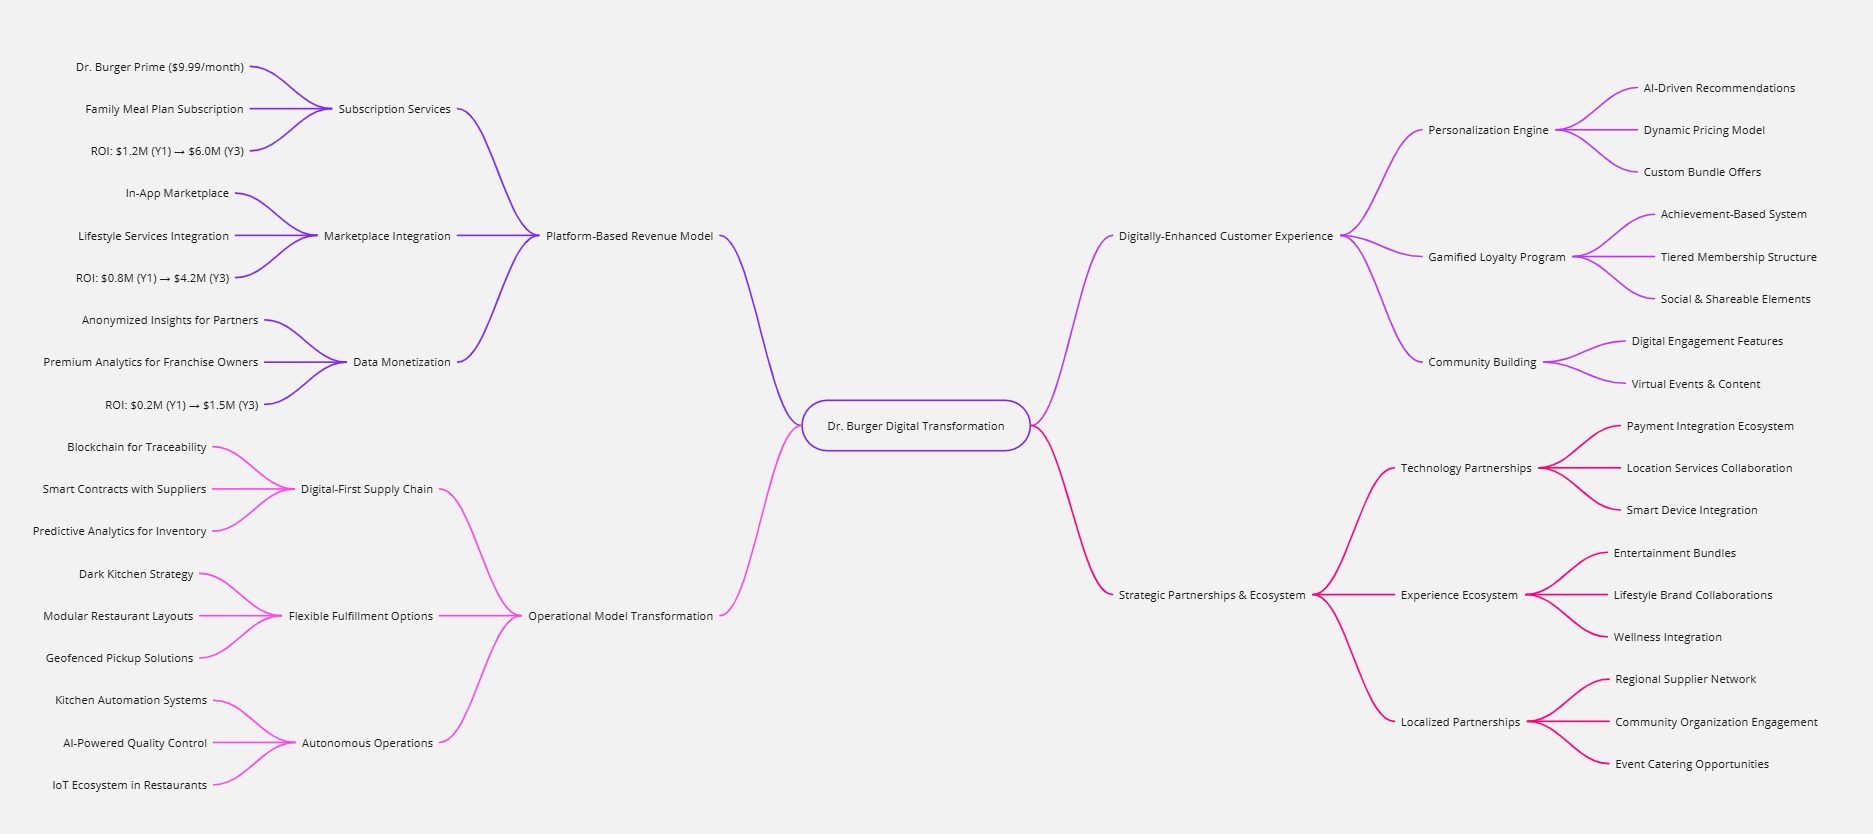 Dr. Burger Digital Transformation
Platform-Based Revenue Model
Subscription Services
Dr. Burger Prime ($9.99/month)
Family Meal Plan Subscription
ROI: $1.2M (Y1) → $6.0M (Y3)
Marketplace Integration
In-App Marketplace
Lifestyle Services Integration
ROI: $0.8M (Y1) → $4.2M (Y3)
Data Monetization
Anonymized Insights for Partners
Premium Analytics for Franchise Owners
ROI: $0.2M (Y1) → $1.5M (Y3)
Operational Model Transformation
Digital-First Supply Chain
Blockchain for Traceability
Smart Contracts with Suppliers
Predictive Analytics for Inventory
Flexible Fulfillment Options
Dark Kitchen Strategy
Modular Restaurant Layouts
Geofenced Pickup Solutions
Autonomous Operations
Kitchen Automation Systems
AI-Powered Quality Control
IoT Ecosystem in Restaurants
Digitally-Enhanced Customer Experience
Personalization Engine
AI-Driven Recommendations
Dynamic Pricing Model
Custom Bundle Offers
Gamified Loyalty Program
Achievement-Based System
Tiered Membership Structure
Social & Shareable Elements
Community Building
Digital Engagement Features
Virtual Events & Content
Strategic Partnerships & Ecosystem
Technology Partnerships
Payment Integration Ecosystem
Location Services Collaboration
Smart Device Integration
Experience Ecosystem
Entertainment Bundles
Lifestyle Brand Collaborations
Wellness Integration
Localized Partnerships
Regional Supplier Network
Community Organization Engagement
Event Catering Opportunities